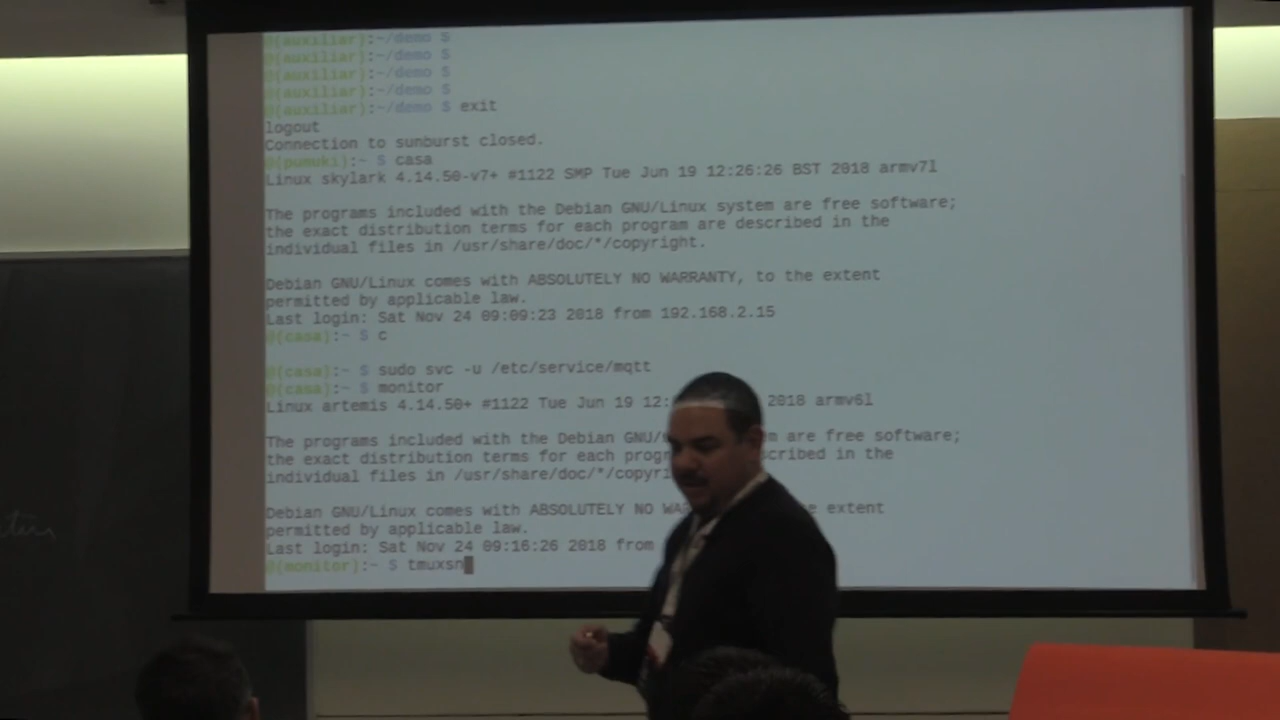 @(auxiliar):~/demo $
@(auxiliar):~/demo $
@(auxiliar):~/demo $
@(auxiliar):~/demo $
@(auxiliar):~/demo $ exit
logout
Connection to sunburst closed.
@(pumuki):~ $ casa
Linux skylark 4.14.50-v7+ #1122 SMP Tue Jun 19 12:26:26 BST 2018 armv7l
The programs included with the Debian GNU/Linux system are free software;
the exact distribution terms for each program are described in the
individual files in /usr/share/doc/*/copyright.
Debian GNU/Linux comes with ABSOLUTELY NO WARRANTY, to the extent
permitted by applicable law.
Last login: Sat Nov 24 09:09:23 2018 from 192.168.2.15
@(casa):~ $ c
@(casa):~ $ sudo svc -u /etc/service/mqtt
@(casa):~ $ monitor
Linux artemis 4.14.50+ #1122 Tue Jun 19 12: 2018 armv6l
The programs included with the Debian GNU/ m are free software;
the exact distribution terms for each progr cribed in the
individual files in /usr/share/doc/*/copyri
Debian GNU/Linux comes with ABSOLUTELY NO WAR e extent
permitted by applicable law.
Last login: Sat Nov 24 09:16:26 2018 from
@(monitor):~ $ tmuxsn